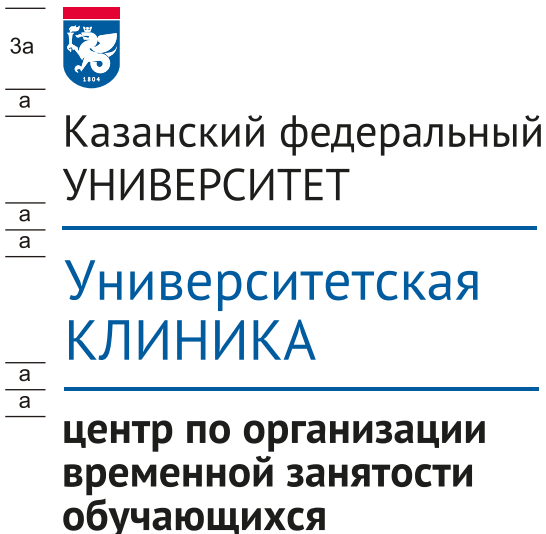 3а
1804
а
Казанский федеральный
УНИВЕРСИТЕТ
а
а
Университетская
КЛИНИКА
а
а
центр по организации
временной занятости
обучающихся